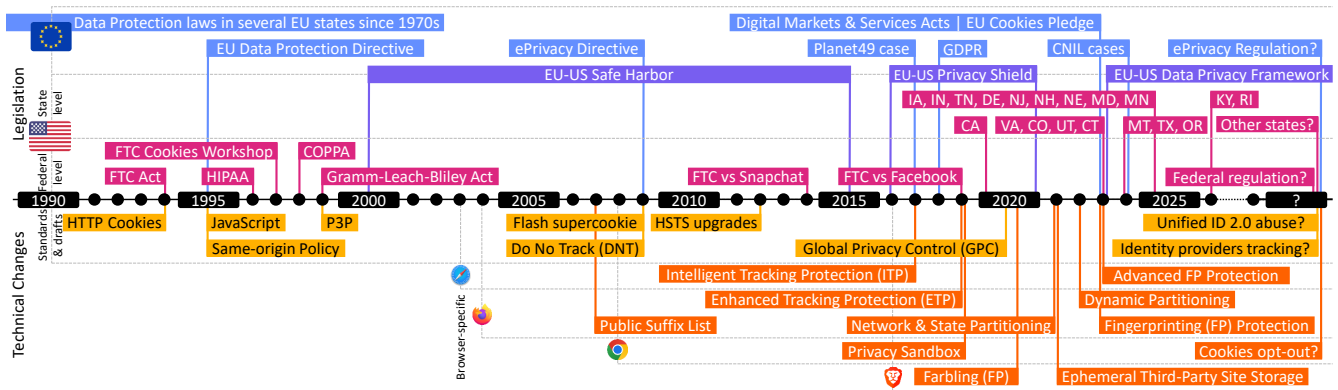 Data Protection laws in several EU states since 1970s
Digital Markets & Services Acts | EU Cookies Pledge
EU Data Protection Directive
ePrivacy Directive
Planet49 case
GDPR
CNIL cases
ePrivacy Regulation?
EU-US Safe Harbor
EU-US Privacy Shield
EU-US Data Privacy Framework
Legislation
State level
IA, IN, TN, DE, NJ, NH, NE, MD, MN
KY, RI
CA
VA, CO, UT, CT
MT, TX, OR
Other states?
Federal level
FTC Cookies Workshop
COPPA
FTC Act
HIPAA
Gramm-Leach-Bliley Act
FTC vs Snapchat
FTC vs Facebook
Federal regulation?
1990
1995
2000
2005
2010
2015
2020
2025
?
Technical Changes
Standards & drafts
HTTP Cookies
JavaScript
P3P
Flash supercookie
HSTS upgrades
Unified ID 2.0 abuse?
Same-origin Policy
Do No Track (DNT)
Global Privacy Control (GPC)
Identity providers tracking?
Browser-specific
Intelligent Tracking Protection (ITP)
Advanced FP Protection
Enhanced Tracking Protection (ETP)
Dynamic Partitioning
Public Suffix List
Network & State Partitioning
Fingerprinting (FP) Protection
Privacy Sandbox
Cookies opt-out?
Farbling (FP)
Ephemeral Third-Party Site Storage